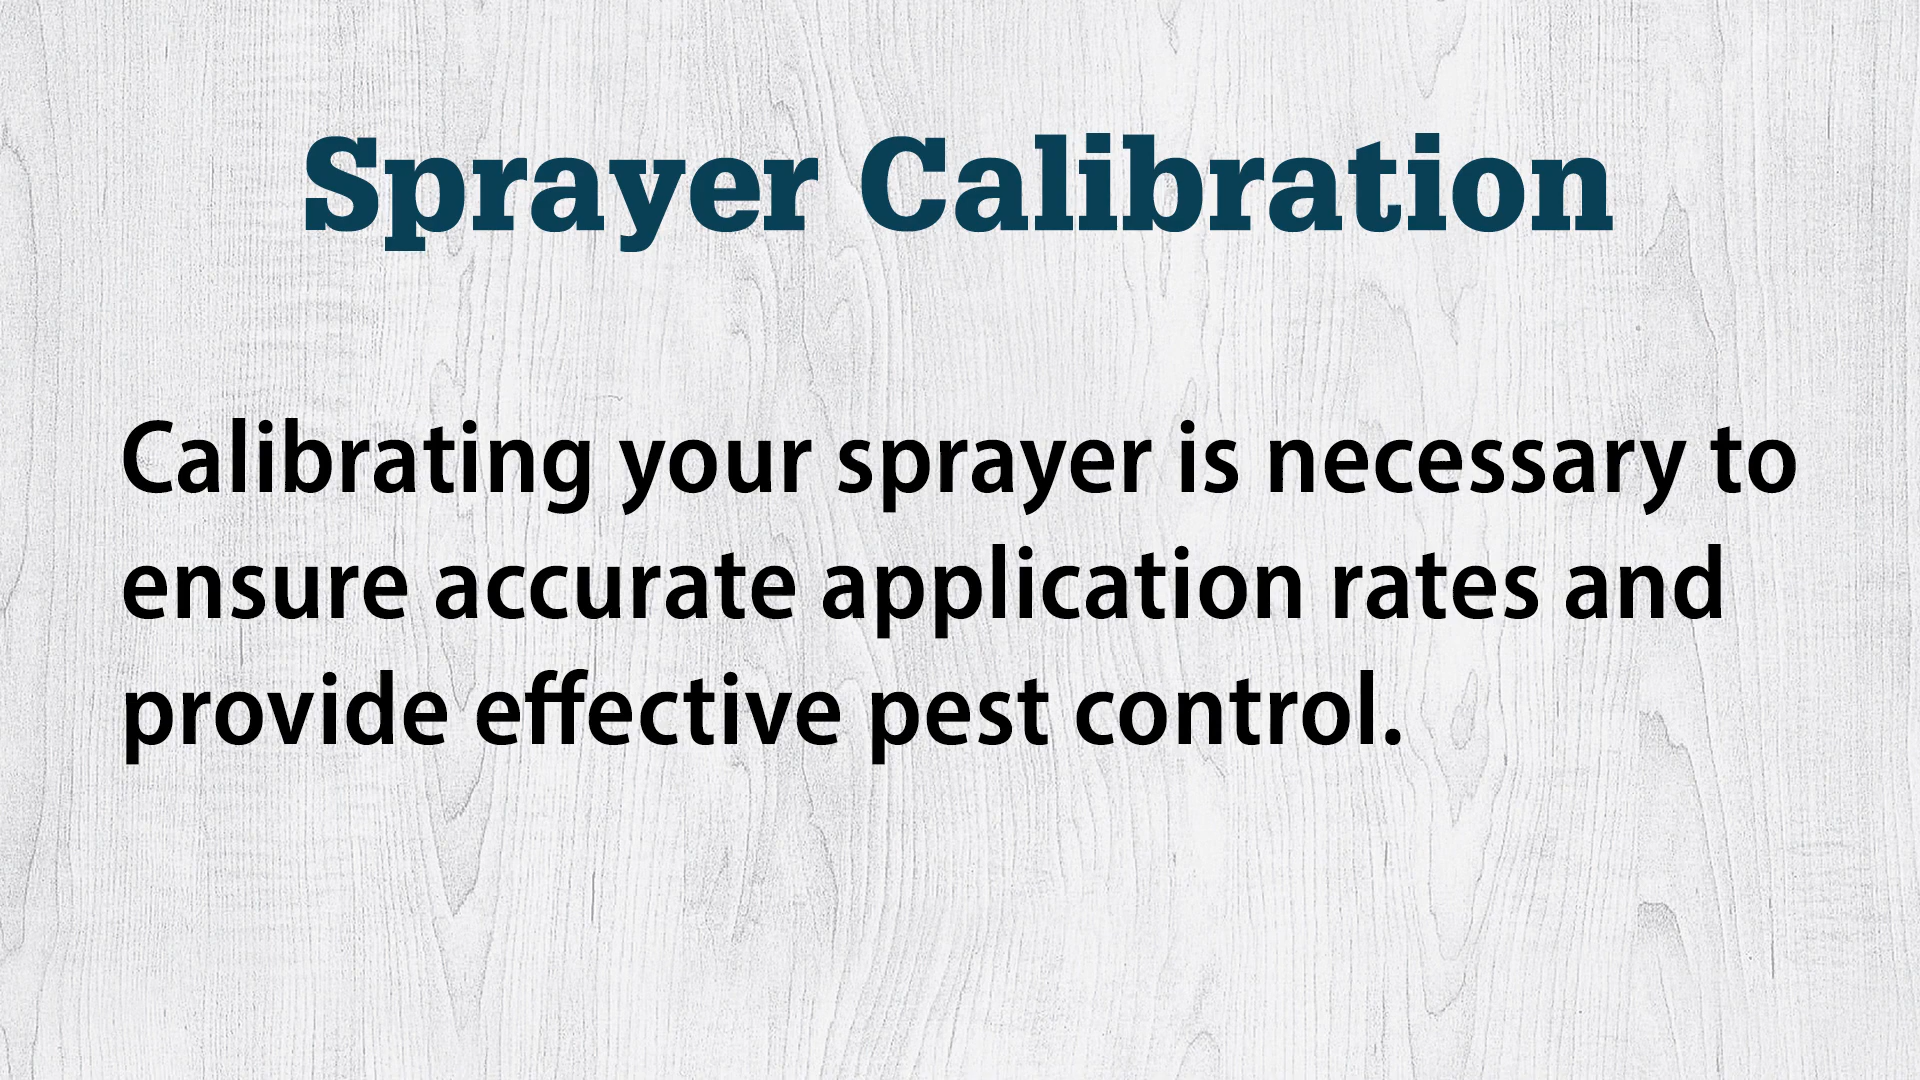 Sprayer Calibration
Calibrating your sprayer is necessary to
ensure accurate application rates and
provide effective pest control.